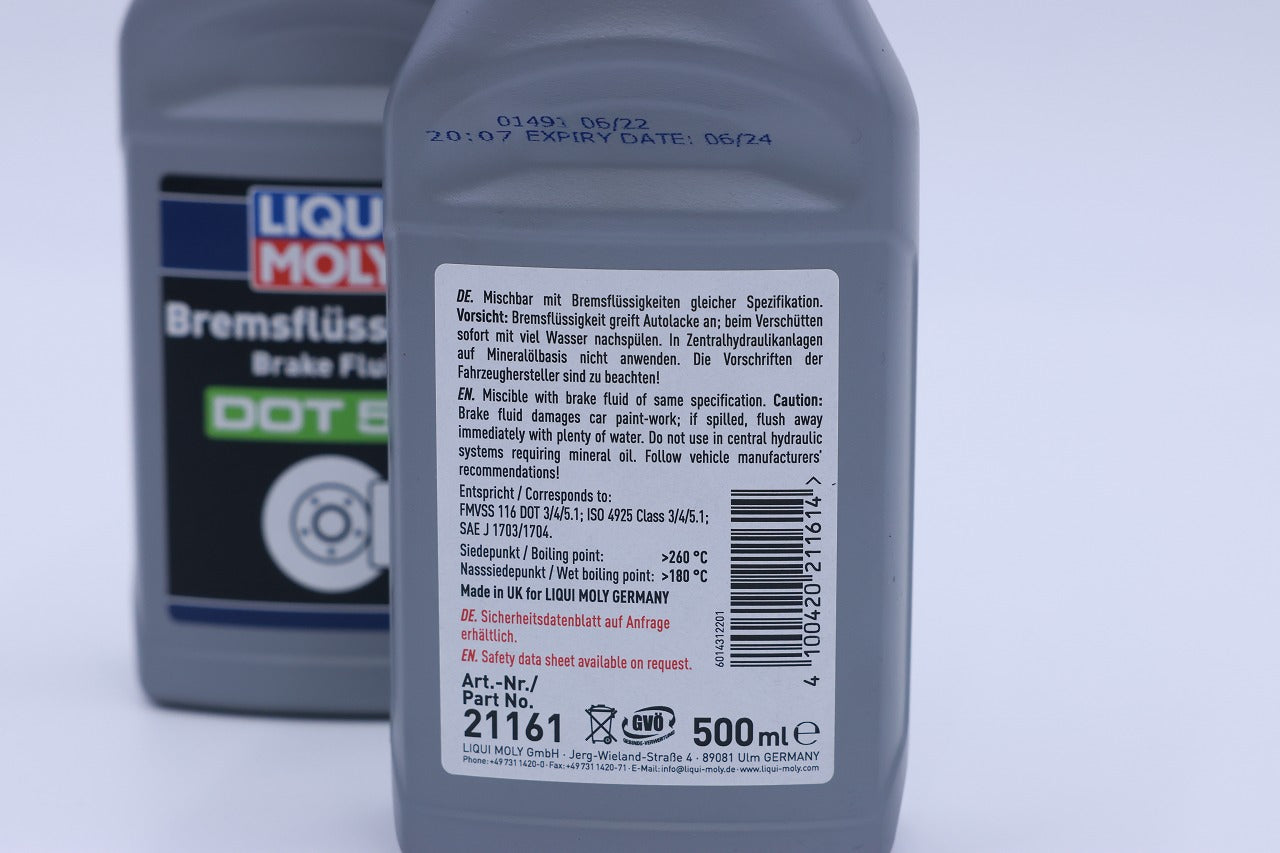 01491 06/22
20:07 EXPIRY DATE: 06/24
LIQUI
MOLY
Bremsflüss
Brake Flui
DOT 5
DE. Mischbar mit Bremsflüssigkeiten gleicher Spezifikation.
Vorsicht: Bremsflüssigkeit greift Autolacke an; beim Verschütten
sofort mit viel Wasser nachspülen. In Zentralhydraulikanlagen
auf Mineralölbasis nicht anwenden. Die Vorschriften der
Fahrzeughersteller sind zu beachten!
EN. Miscible with brake fluid of same specification. Caution:
Brake fluid damages car paint-work; if spilled, flush away
immediately with plenty of water. Do not use in central hydraulic
systems requiring mineral oil. Follow vehicle manufacturers'
recommendations!
Entspricht / Corresponds to:
FMVSS 116 DOT 3/4/5.1; ISO 4925 Class 3/4/5.1;
SAE J 1703/1704.
Siedepunkt / Boiling point: >260 °C
Nasssiedepunkt / Wet boiling point: >180 °C
Made in UK for LIQUI MOLY GERMANY
DE. Sicherheitsdatenblatt auf Anfrage
erhältlich.
EN. Safety data sheet available on request.
6014312201
4 100420 211614 >
Art.-Nr./
Part No.
21161
GVÖ
GEBINDE-VERWERTUNG
500 ml e
LIQUI MOLY GmbH · Jerg-Wieland-Straße 4 · 89081 Ulm GERMANY
Phone:+49 731 1420-0 · Fax:+49 731 1420-71 · E-Mail: info@liqui-moly.de · www.liqui-moly.com